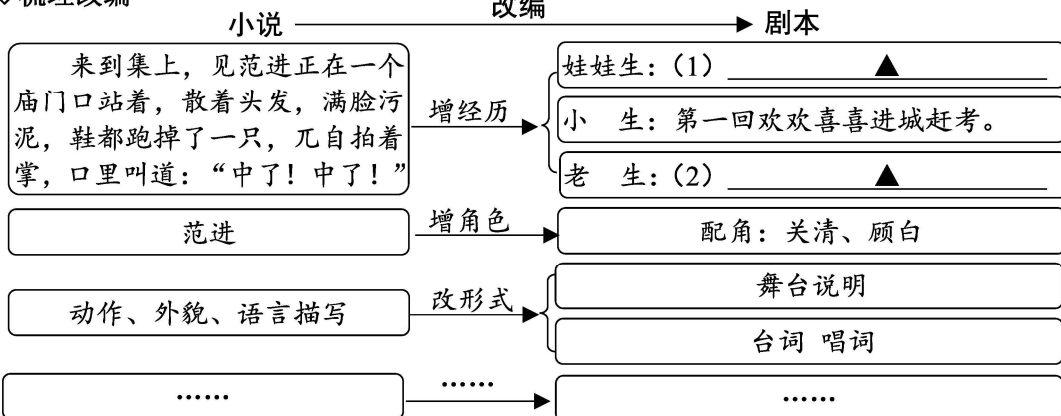 小说 改编 剧本
来到集上，见范进正在一个
庙门口站着，散着头发，满脸污
泥，鞋都跑掉了一只，兀自拍着
掌，口里叫道：“中了！中了！”
增经历
娃娃生：(1) ▲
小 生：第一回欢欢喜喜进城赶考。
老 生：(2) ▲
范进
增角色
配角：关清、顾白
动作、外貌、语言描写
改形式
舞台说明
台词 唱词
……
……
……